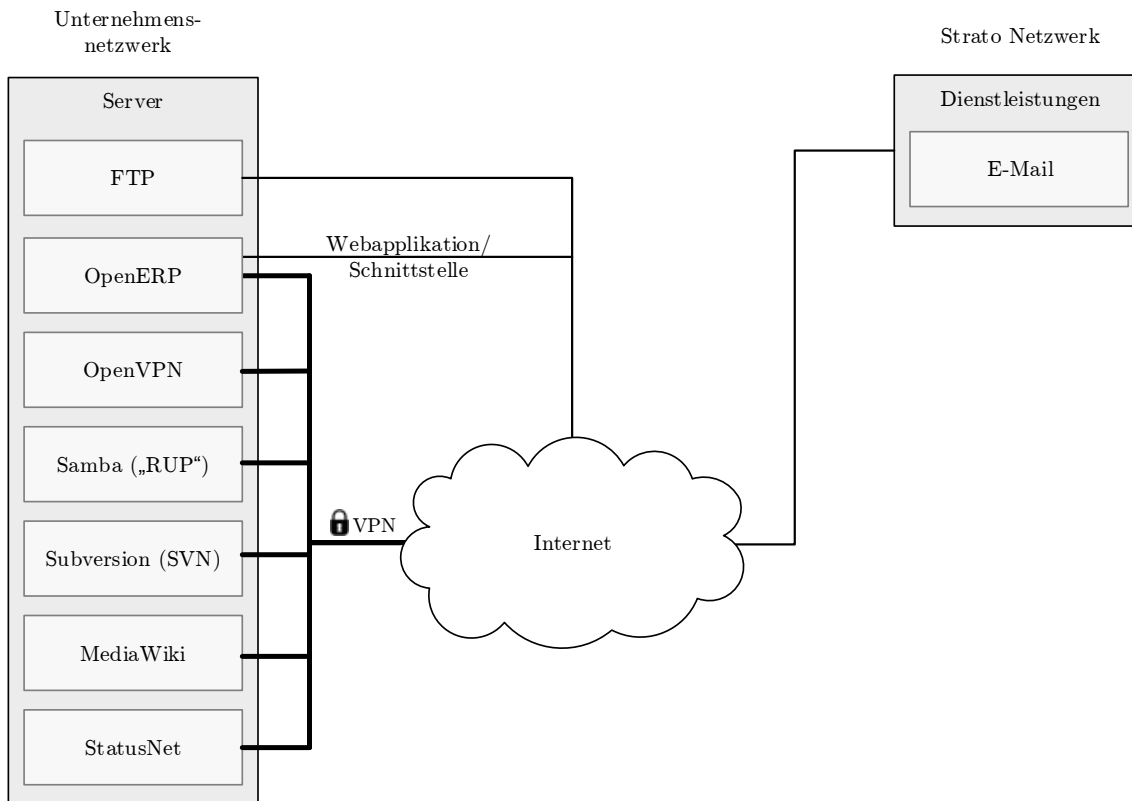 Unternehmens-
netzwerk
Strato Netzwerk
Server
Dienstleistungen
FTP
E-Mail
Webapplikation/
Schnittstelle
OpenERP
OpenVPN
Samba („RUP“)
VPN
Subversion (SVN)
Internet
MediaWiki
StatusNet